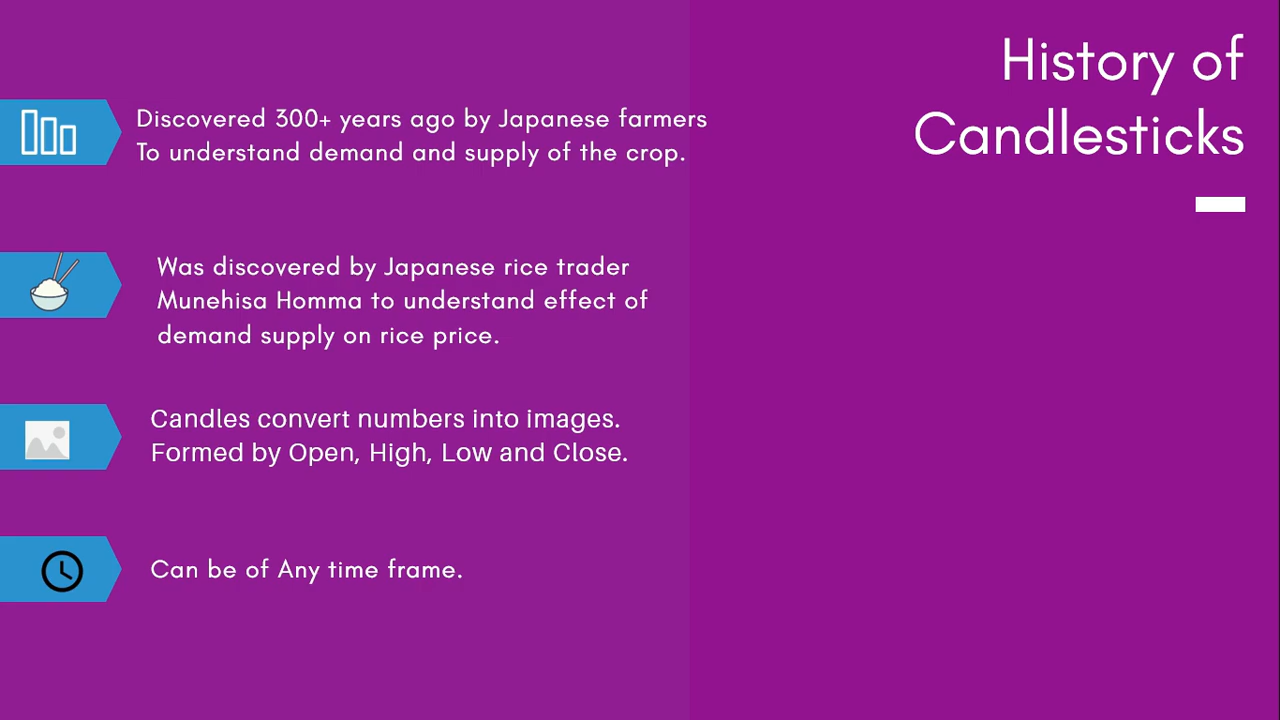 History of
Candlesticks
Discovered 300+ years ago by Japanese farmers
To understand demand and supply of the crop.
Was discovered by Japanese rice trader
Munehisa Homma to understand effect of
demand supply on rice price.
Candles convert numbers into images.
Formed by Open, High, Low and Close.
Can be of Any time frame.